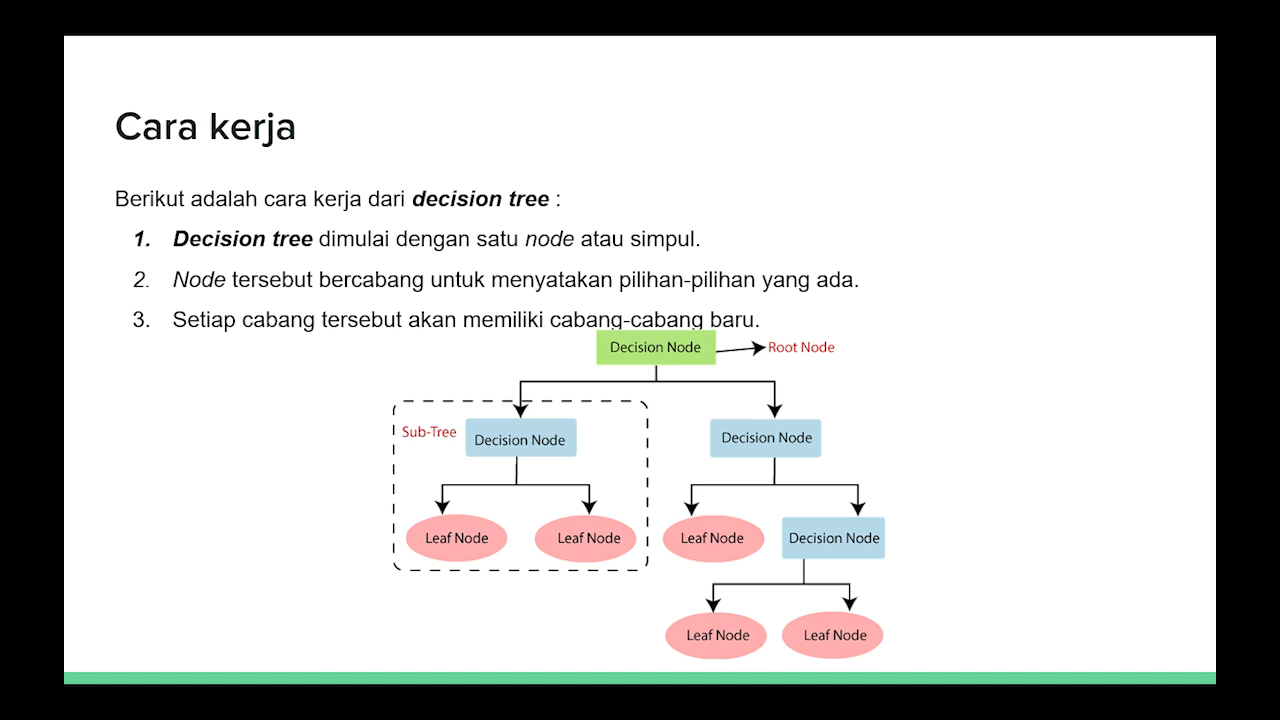 Cara kerja
Berikut adalah cara kerja dari decision tree :
1. Decision tree dimulai dengan satu node atau simpul.
2. Node tersebut bercabang untuk menyatakan pilihan-pilihan yang ada.
3. Setiap cabang tersebut akan memiliki cabang-cabang baru.
Decision Node
Root Node
Sub-Tree
Decision Node
Decision Node
Leaf Node
Leaf Node
Leaf Node
Decision Node
Leaf Node
Leaf Node